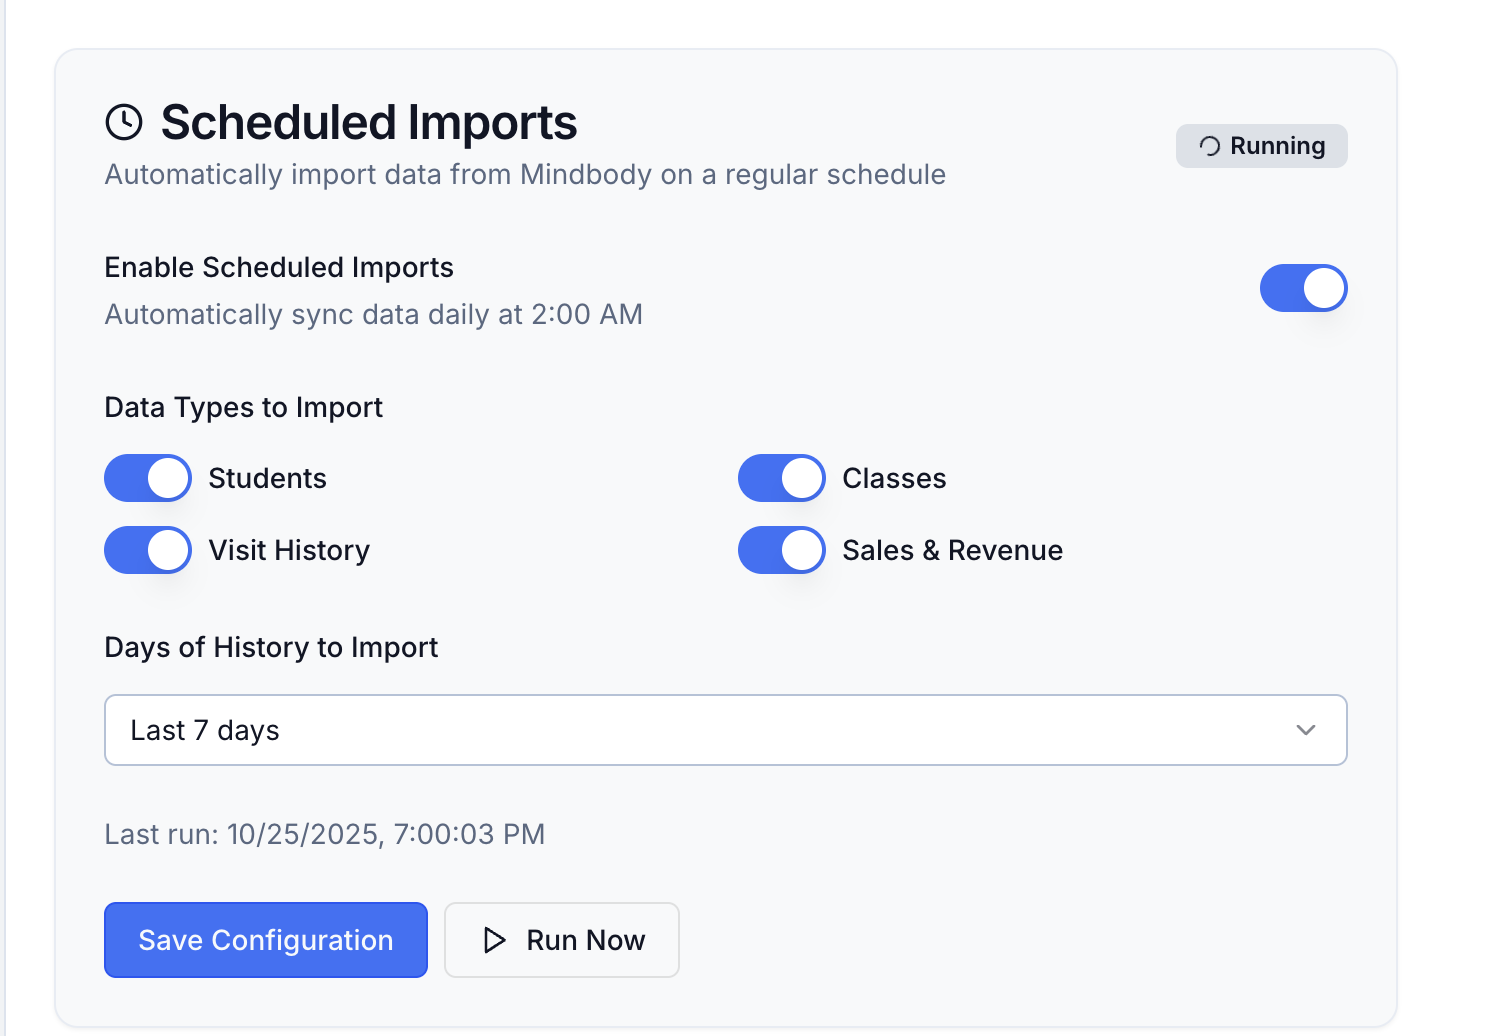 Scheduled Imports
Running
Automatically import data from Mindbody on a regular schedule
Enable Scheduled Imports
Automatically sync data daily at 2:00 AM
Data Types to Import
Students
Classes
Visit History
Sales & Revenue
Days of History to Import
Last 7 days
Last run: 10/25/2025, 7:00:03 PM
Save Configuration
Run Now